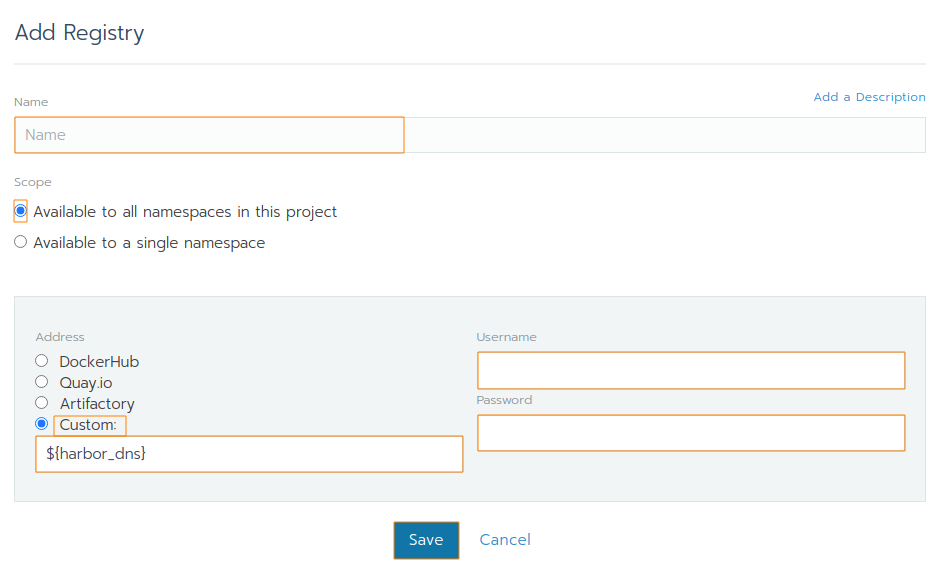 Add Registry
Name
Add a Description
Name
Scope
Available to all namespaces in this project
Available to a single namespace
Address
DockerHub
Quay.io
Artifactory
Custom:
${harbor_dns}
Username
Password
Save
Cancel